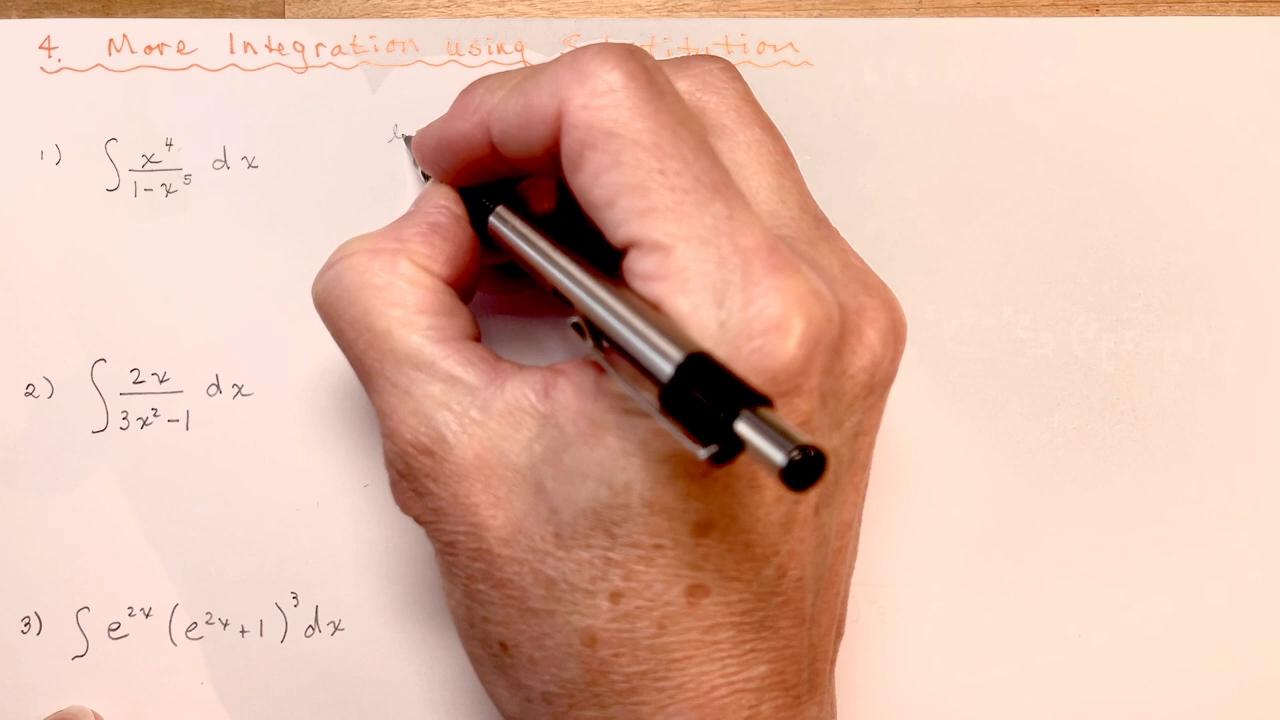 4. More Integration using Substitution
1) ∫ x⁴/(1-x⁵) dx
2) ∫ 2x/(3x²-1) dx
3) ∫ e²ˣ (e²ˣ+1)³ dx